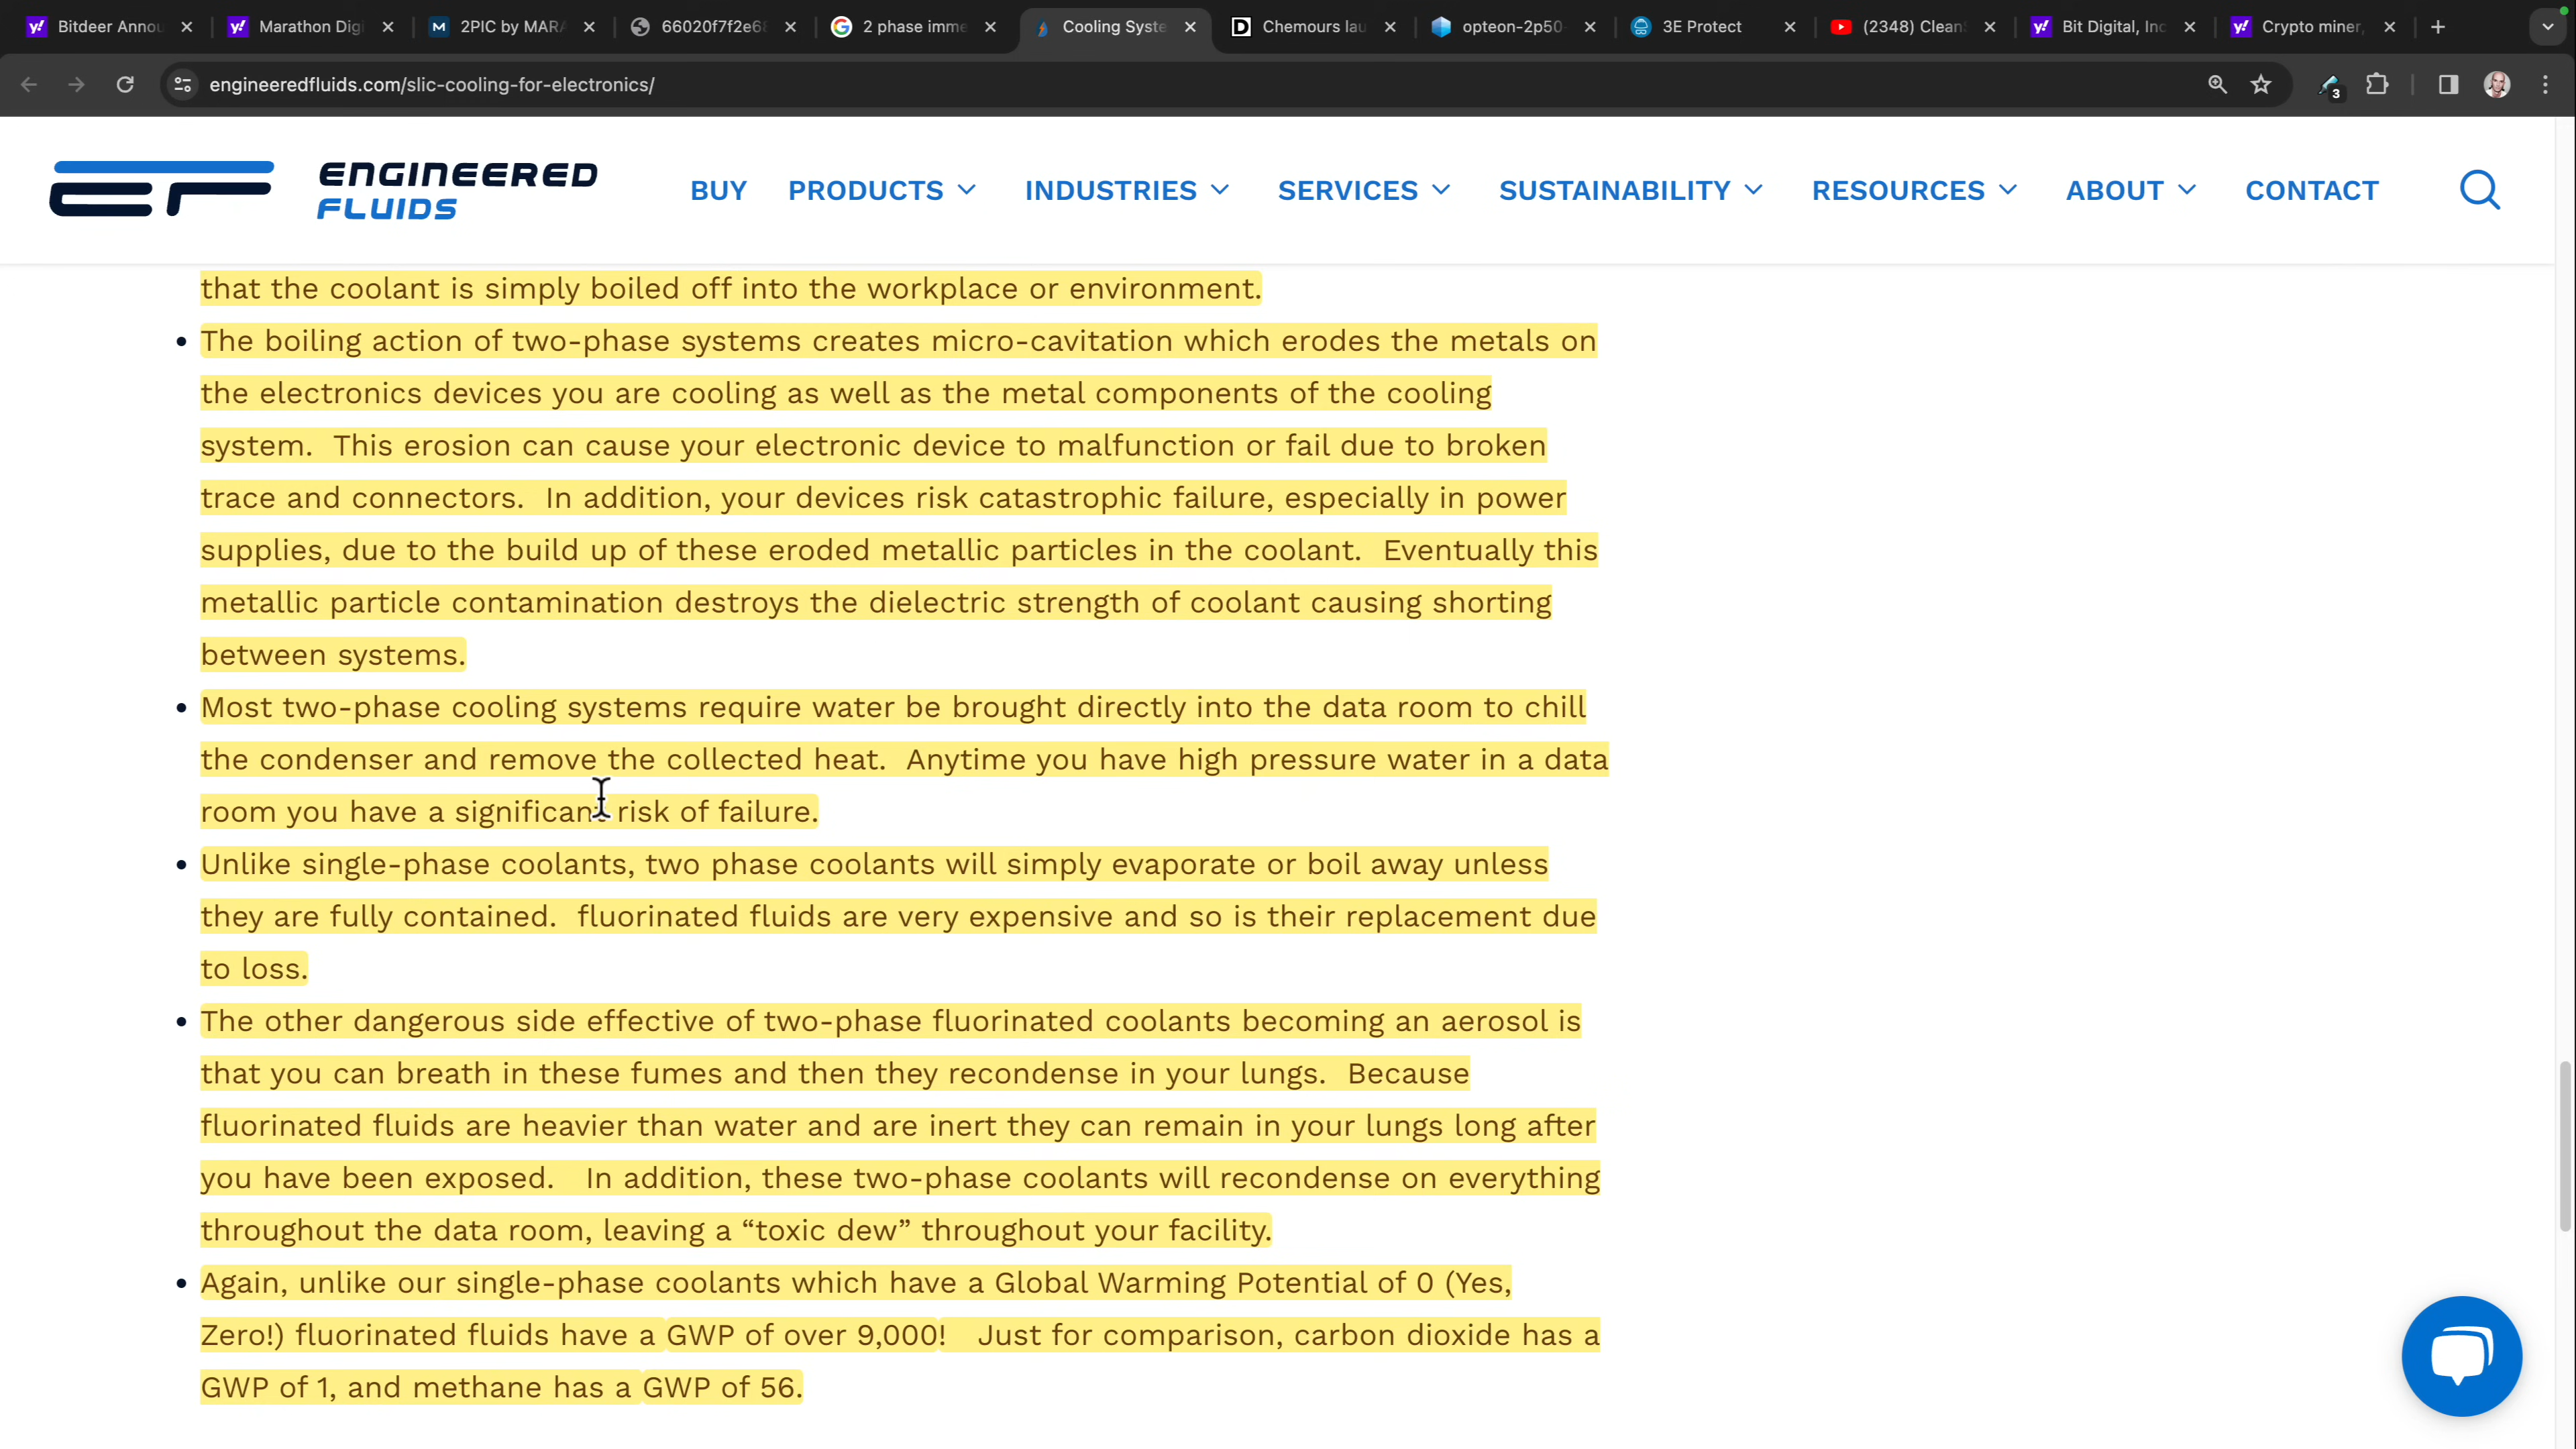 Bitdeer Annou
Marathon Dig
2PIC by MARA
66020f7f2e6
2 phase imme
Cooling Syste
Chemours lau
opteon-2p50
3E Protect
(2348) Clean
Bit Digital, Inc
Crypto miner,
engineeredfluids.com/slic-cooling-for-electronics/
3
ENGINEERED
FLUIDS
BUY PRODUCTS INDUSTRIES SERVICES SUSTAINABILITY RESOURCES ABOUT CONTACT
that the coolant is simply boiled off into the workplace or environment.
• The boiling action of two-phase systems creates micro-cavitation which erodes the metals on
the electronics devices you are cooling as well as the metal components of the cooling
system. This erosion can cause your electronic device to malfunction or fail due to broken
trace and connectors. In addition, your devices risk catastrophic failure, especially in power
supplies, due to the build up of these eroded metallic particles in the coolant. Eventually this
metallic particle contamination destroys the dielectric strength of coolant causing shorting
between systems.
• Most two-phase cooling systems require water be brought directly into the data room to chill
the condenser and remove the collected heat. Anytime you have high pressure water in a data
room you have a significant risk of failure.
• Unlike single-phase coolants, two phase coolants will simply evaporate or boil away unless
they are fully contained. fluorinated fluids are very expensive and so is their replacement due
to loss.
• The other dangerous side effective of two-phase fluorinated coolants becoming an aerosol is
that you can breath in these fumes and then they recondense in your lungs. Because
fluorinated fluids are heavier than water and are inert they can remain in your lungs long after
you have been exposed. In addition, these two-phase coolants will recondense on everything
throughout the data room, leaving a “toxic dew” throughout your facility.
• Again, unlike our single-phase coolants which have a Global Warming Potential of 0 (Yes,
Zero!) fluorinated fluids have a GWP of over 9,000! Just for comparison, carbon dioxide has a
GWP of 1, and methane has a GWP of 56.